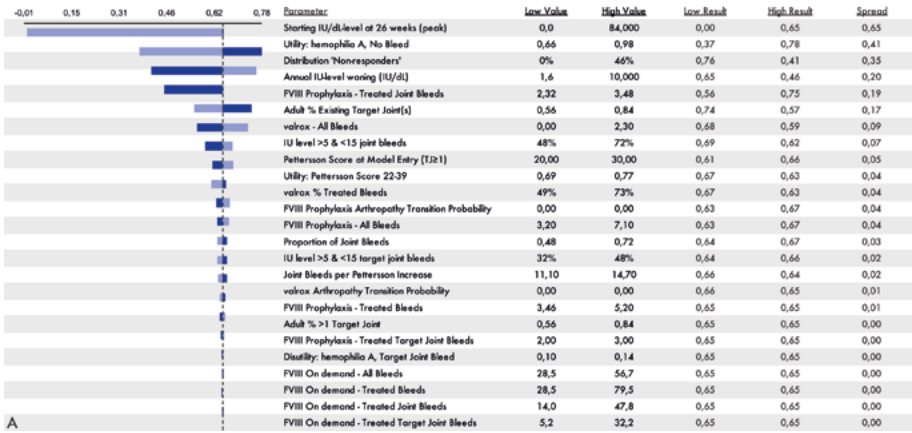 -0,01 0,15 0,31 0,46 0,62 0,78 Parameter Low Value High Value Low Result High Result Spread
Starting IU/dL-level at 26 weeks (peak) 0,0 84,000 0,00 0,65 0,65
Utility: hemophilia A, No Bleed 0,66 0,98 0,37 0,78 0,41
Distribution 'Non-responders' 0% 46% 0,76 0,41 0,35
Annual IU-level waning (IU/dL) 1,6 10,000 0,65 0,46 0,20
FVIII Prophylaxis - Treated Joint Bleeds 2,32 3,48 0,56 0,75 0,19
Adult % Existing Target Joint(s) 0,56 0,84 0,74 0,57 0,17
valrox - All Bleeds 0,00 2,30 0,68 0,59 0,09
IU level >5 & <15 joint bleeds 48% 72% 0,69 0,62 0,07
Pettersson Score at Model Entry (TJ≥1) 20,00 30,00 0,61 0,66 0,05
Utility: Pettersson Score 22-39 0,69 0,77 0,67 0,63 0,04
valrox % Treated Bleeds 49% 73% 0,67 0,63 0,04
FVIII Prophylaxis Arthropathy Transition Probability 0,00 0,00 0,63 0,67 0,04
FVIII Prophylaxis - All Bleeds 3,20 7,10 0,63 0,67 0,04
Proportion of Joint Bleeds 0,48 0,72 0,64 0,67 0,03
IU level >5 & <15 target joint bleeds 32% 48% 0,64 0,66 0,02
Joint Bleeds per Pettersson Increase 11,10 14,70 0,66 0,64 0,02
valrox Arthropathy Transition Probability 0,00 0,00 0,66 0,65 0,01
FVIII Prophylaxis - Treated Bleeds 3,46 5,20 0,65 0,65 0,01
Adult % >1 Target Joint 0,56 0,84 0,65 0,65 0,00
FVIII Prophylaxis - Treated Target Joint Bleeds 2,00 3,00 0,65 0,65 0,00
Disutility: hemophilia A, Target Joint Bleed 0,10 0,14 0,65 0,65 0,00
FVIII On demand - All Bleeds 28,5 56,7 0,65 0,65 0,00
FVIII On demand - Treated Bleeds 28,5 79,5 0,65 0,65 0,00
FVIII On demand - Treated Joint Bleeds 14,0 47,8 0,65 0,65 0,00
A FVIII On demand - Treated Target Joint Bleeds 5,2 32,2 0,65 0,65 0,00